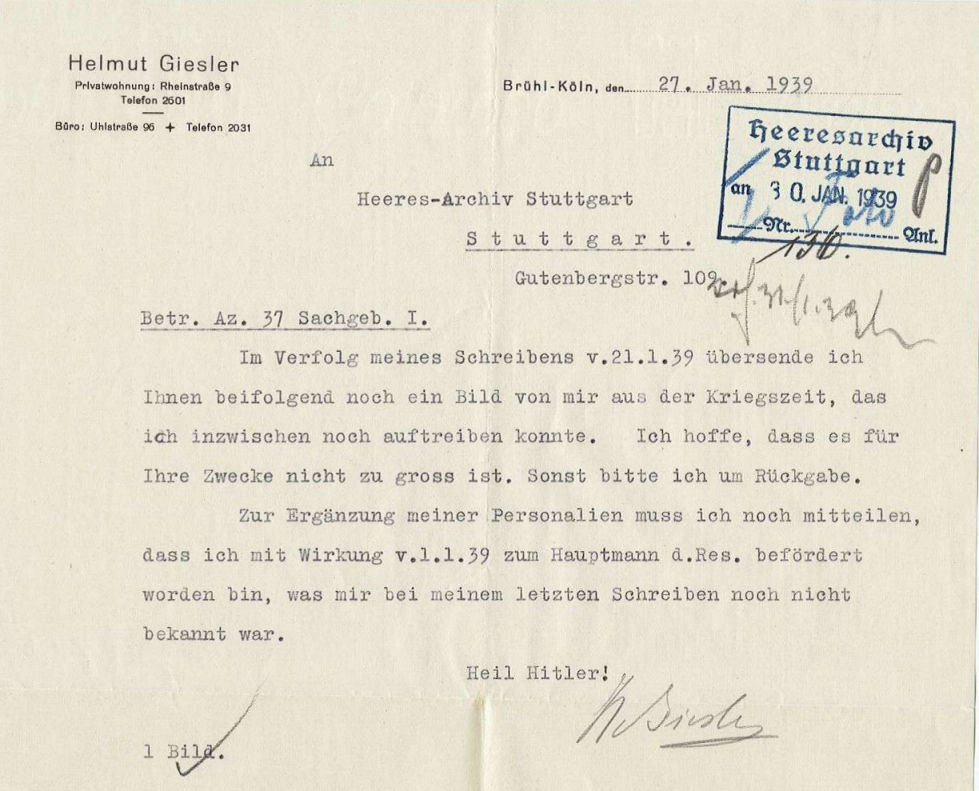 Helmut Giesler
Privatwohnung: Rheinstraße 9
Telefon 2601
Büro: Uhlstraße 96 + Telefon 2031
Brühl-Köln, den 27. Jan. 1939
Heeresarchiv
Stuttgart
an 30. JAN. 1939
Nr. Anl.
136.
An
Heeres-Archiv Stuttgart
Stuttgart.
Gutenbergstr. 109
Betr. Az. 37 Sachgeb. I.
Im Verfolg meines Schreibens v.21.1.39 übersende ich
Ihnen beifolgend noch ein Bild von mir aus der Kriegszeit, das
ich inzwischen noch auftreiben konnte. Ich hoffe, dass es für
Ihre Zwecke nicht zu gross ist. Sonst bitte ich um Rückgabe.
Zur Ergänzung meiner Personalien muss ich noch mitteilen,
dass ich mit Wirkung v.1.1.39 zum Hauptmann d.Res. befördert
worden bin, was mir bei meinem letzten Schreiben noch nicht
bekannt war.
Heil Hitler!
H Giesler
1 Bild.